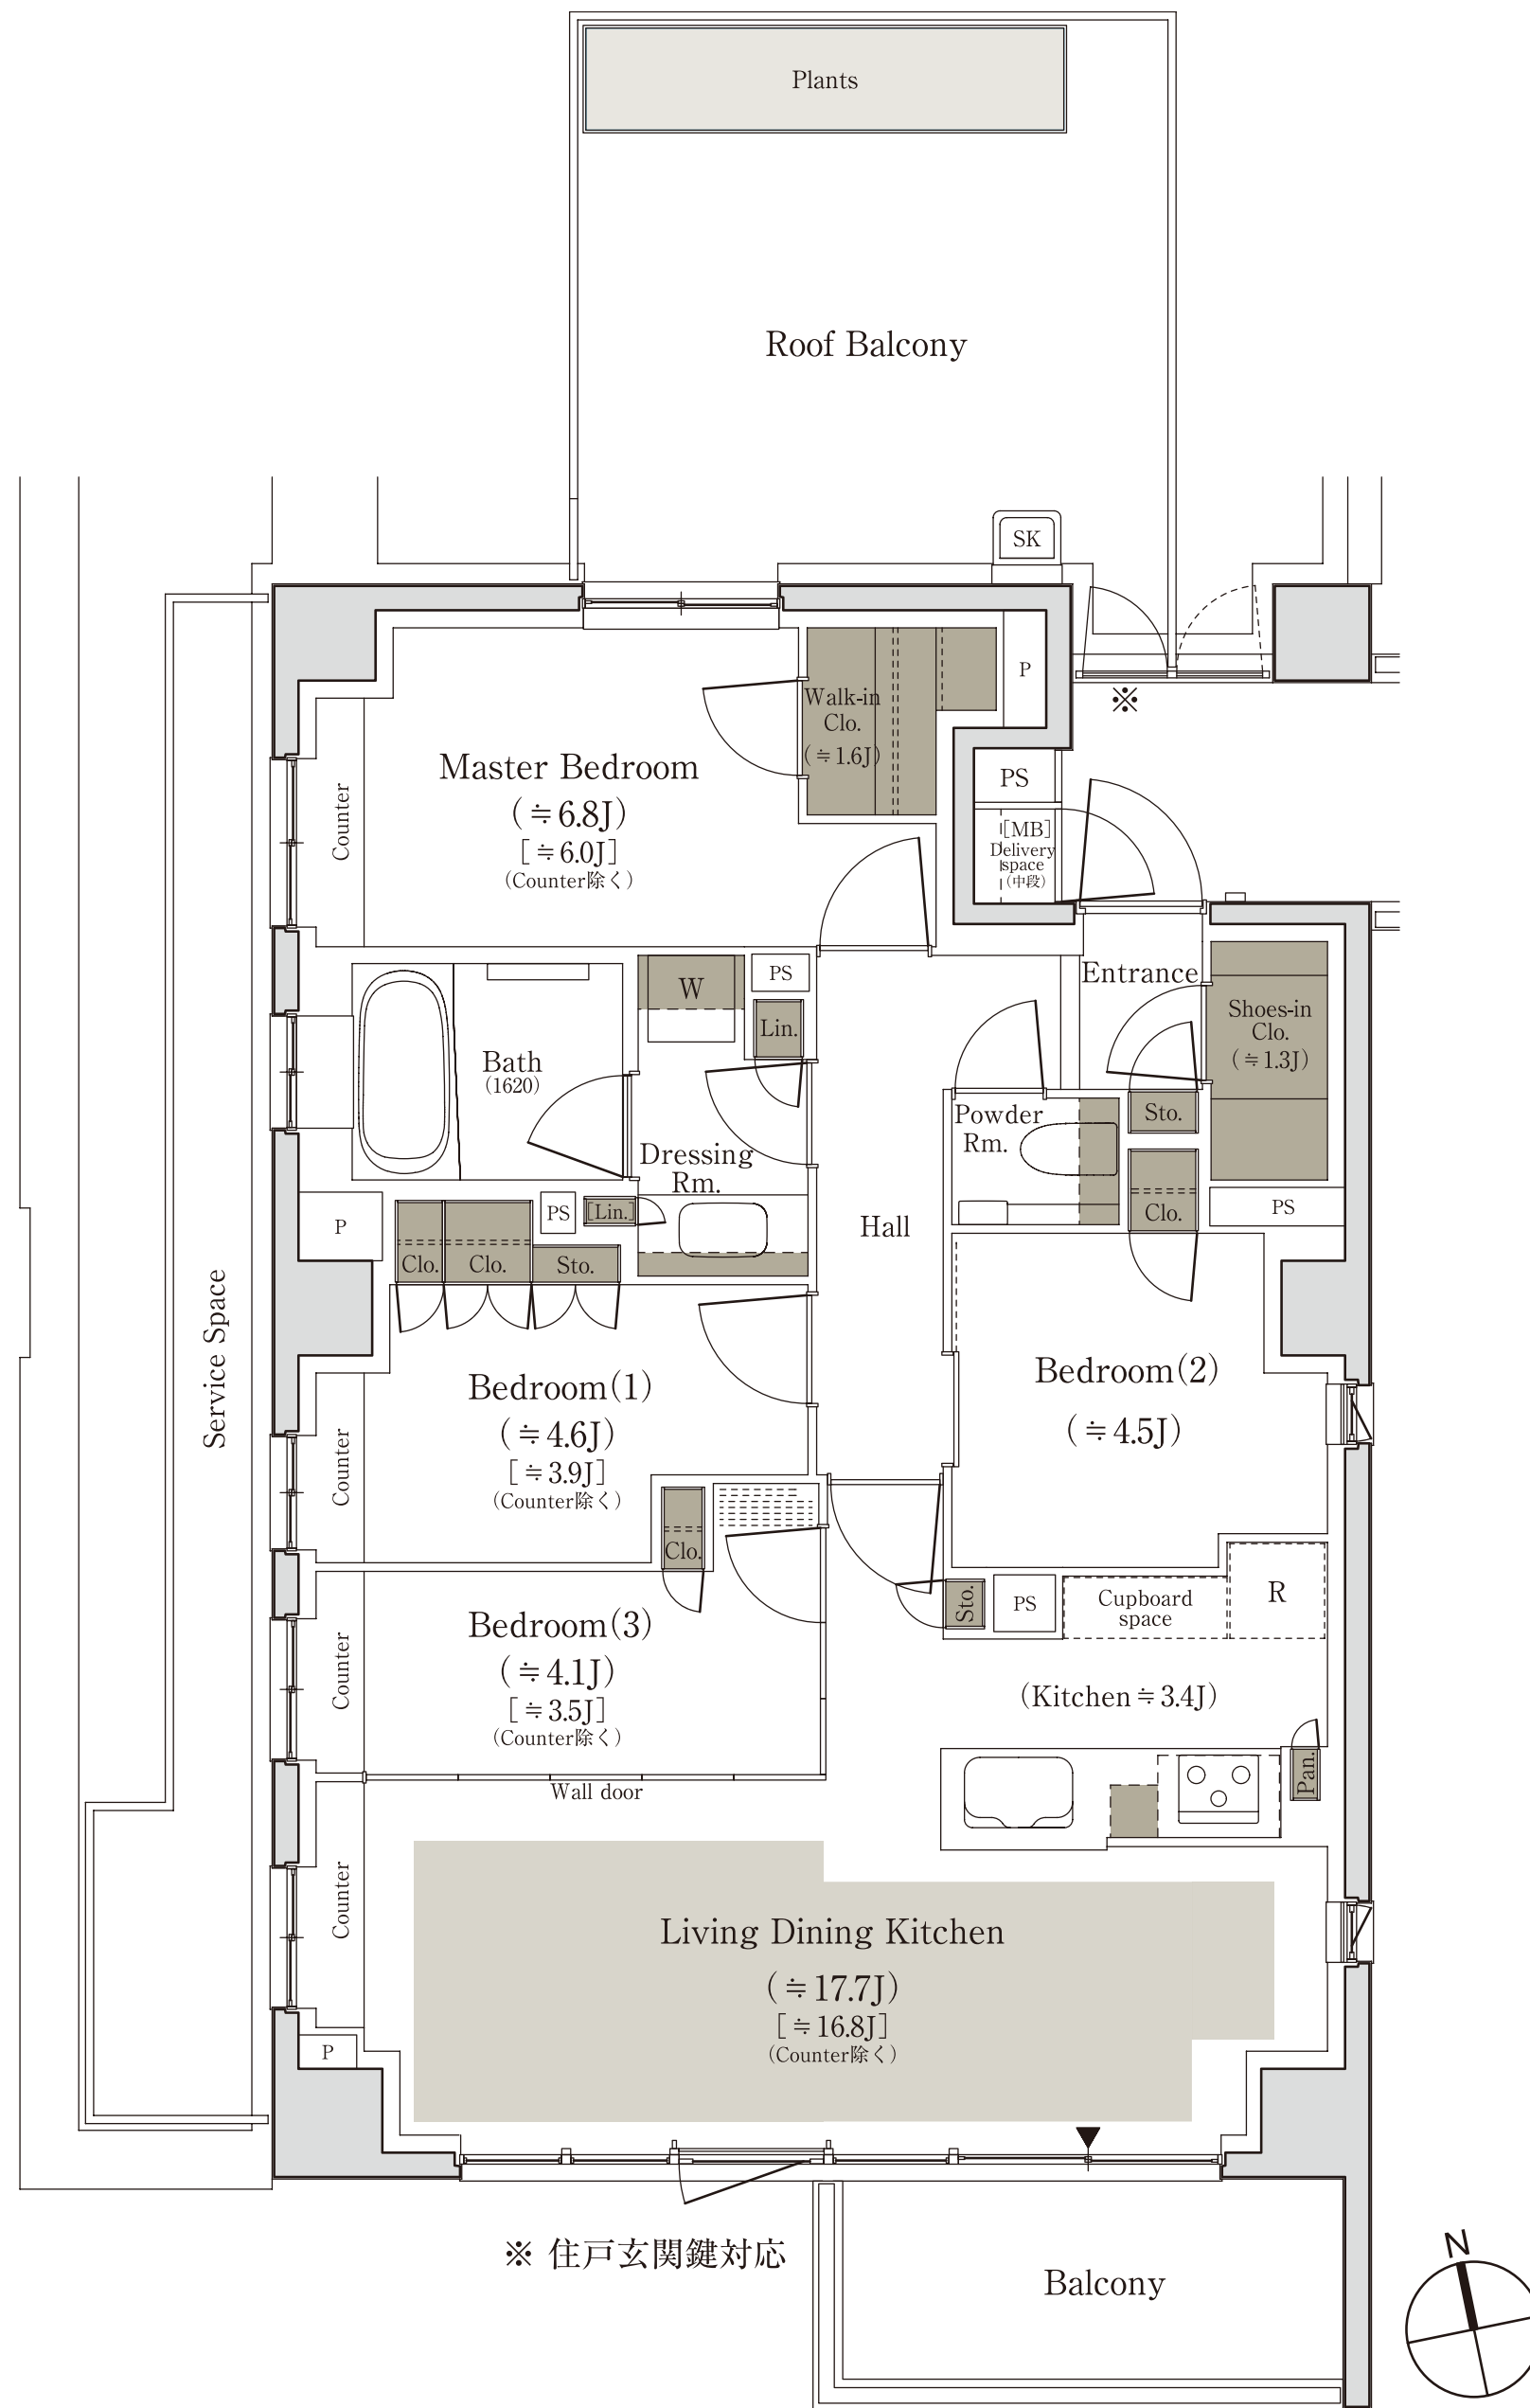 Plants
Roof Balcony
SK
P
※
Walk-in
Clo.
(≒1.6J)
Master Bedroom
(≒6.8J)
[≒6.0J]
(Counter除く)
Counter
PS
[MB]
Delivery
space
(中段)
Entrance
Shoes-in
Clo.
(≒1.3J)
W
PS
Lin.
Bath
(1620)
Dressing
Rm.
Powder
Rm.
Sto.
Clo.
PS
P
Clo.
Clo.
PS
[Lin.]
Sto.
Hall
Service Space
Bedroom(1)
(≒4.6J)
[≒3.9J]
(Counter除く)
Counter
Bedroom(2)
(≒4.5J)
Clo.
Bedroom(3)
(≒4.1J)
[≒3.5J]
(Counter除く)
Counter
Sto.
PS
Cupboard
space
R
(Kitchen≒3.4J)
Pan.
Wall door
Counter
Living Dining Kitchen
(≒17.7J)
[≒16.8J]
(Counter除く)
P
※ 住戸玄関鍵対応
Balcony
N